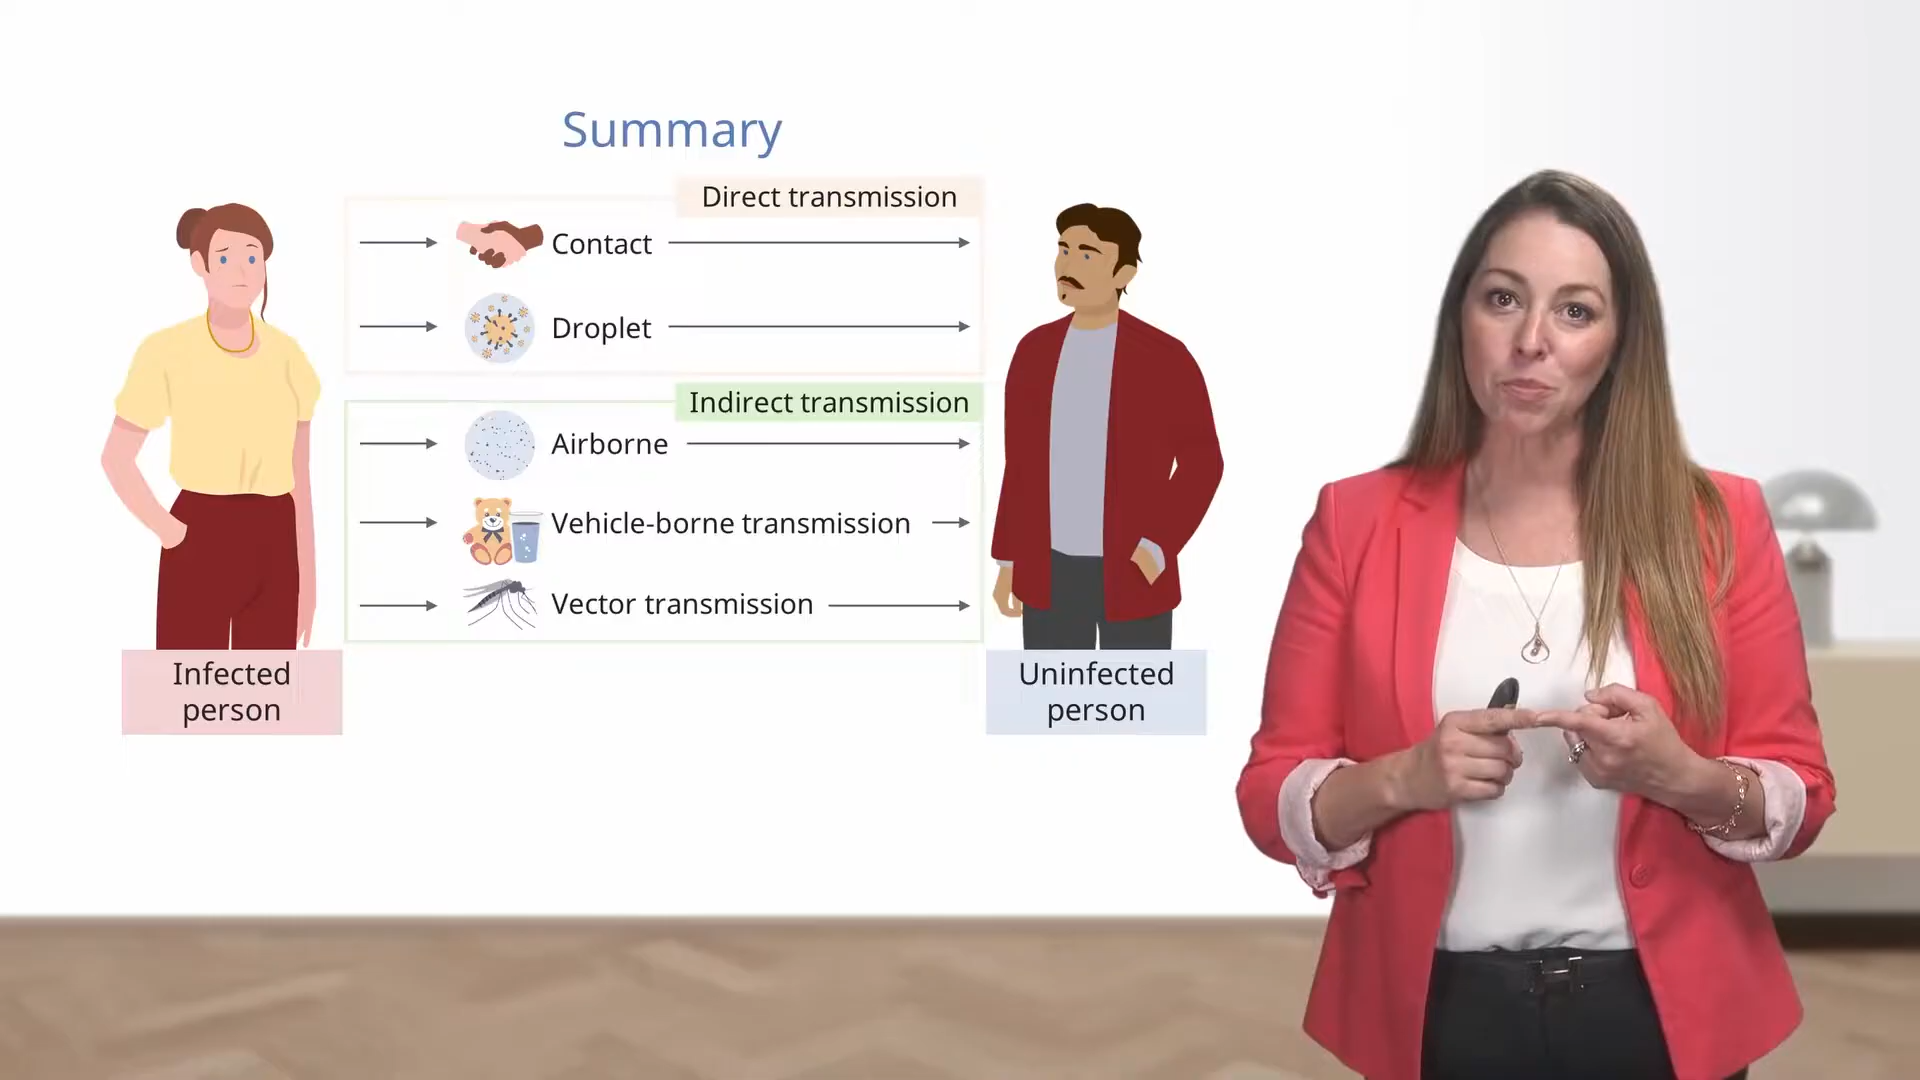 Summary
Direct transmission
Contact
Droplet
Indirect transmission
Airborne
Vehicle-borne transmission
Vector transmission
Infected
person
Uninfected
person